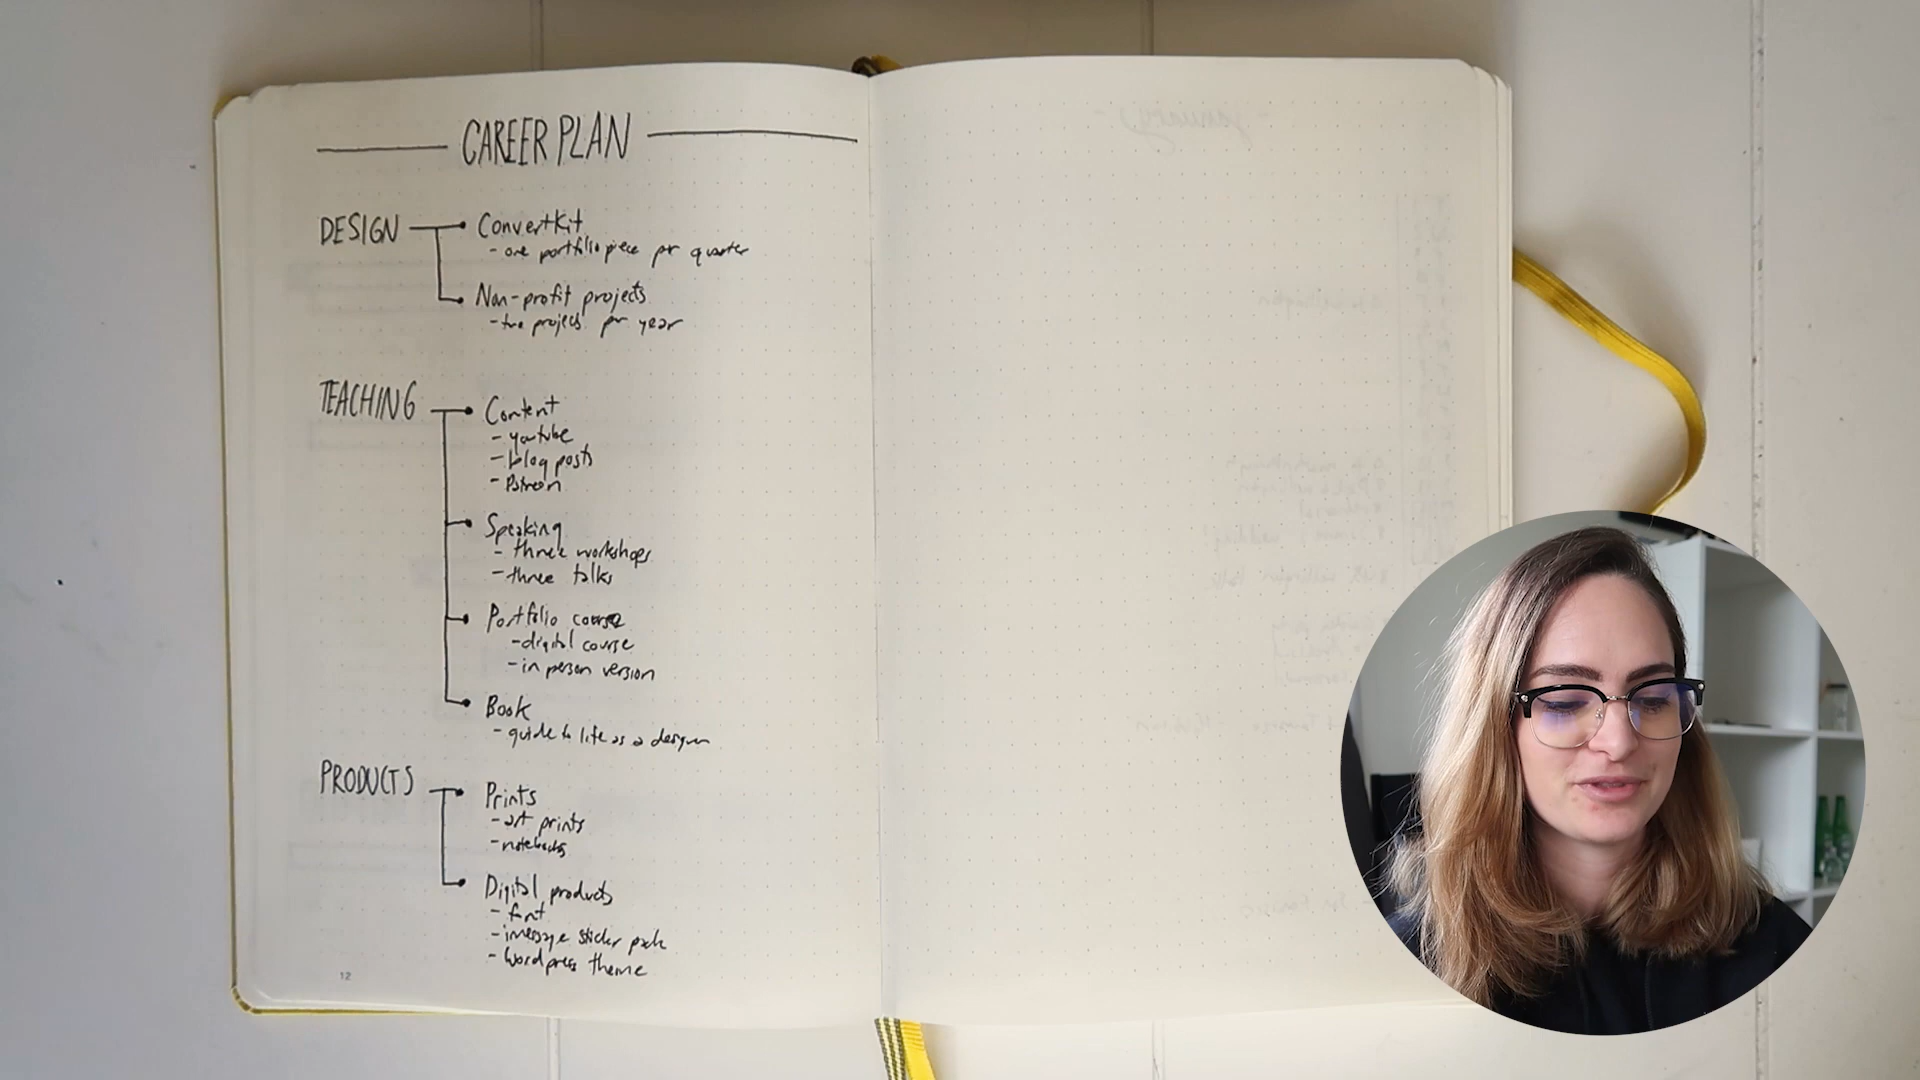 CAREER PLAN
DESIGN
ConvertKit
- one portfolio piece per quarter
Non-profit projects
- two projects per year
TEACHING
Content
- youtube
- blog posts
- Patreon
Speaking
- three workshops
- three talks
Portfolio course
- digital course
- in person version
Book
- guide to life as a designer
PRODUCTS
Prints
- art prints
- notebooks
Digital products
- font
- imessage sticker pack
- wordpress theme
12
january